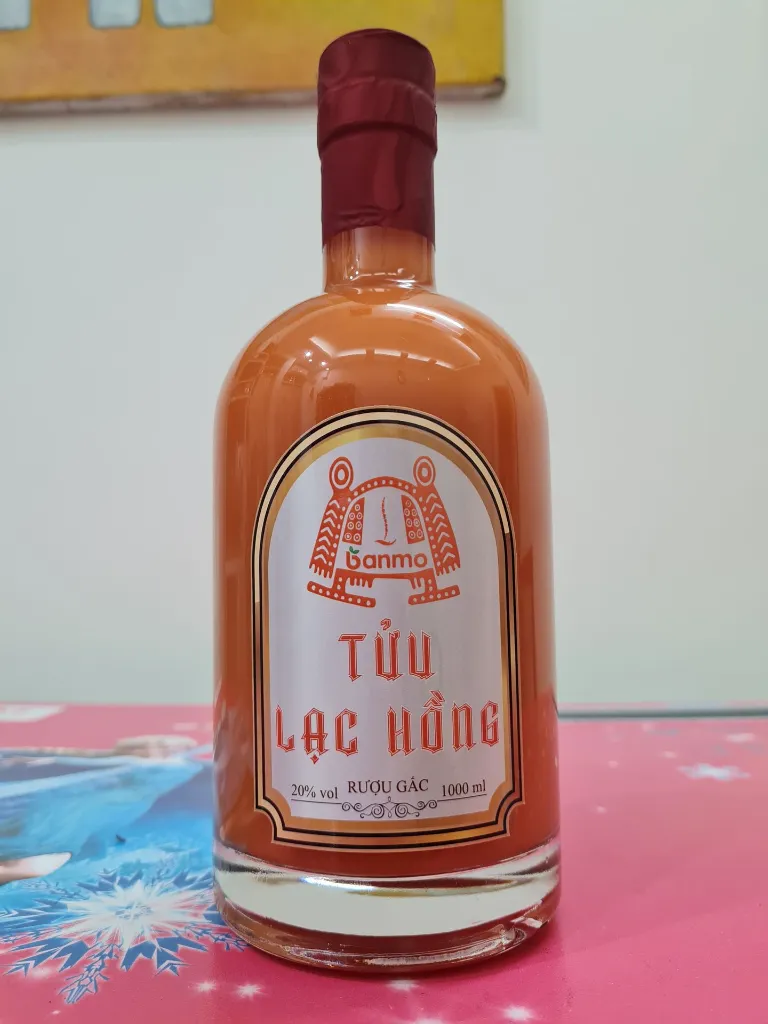 banmo
TỬU
LẠC HỒNG
20% vol RƯỢU GẤC 1000 ml